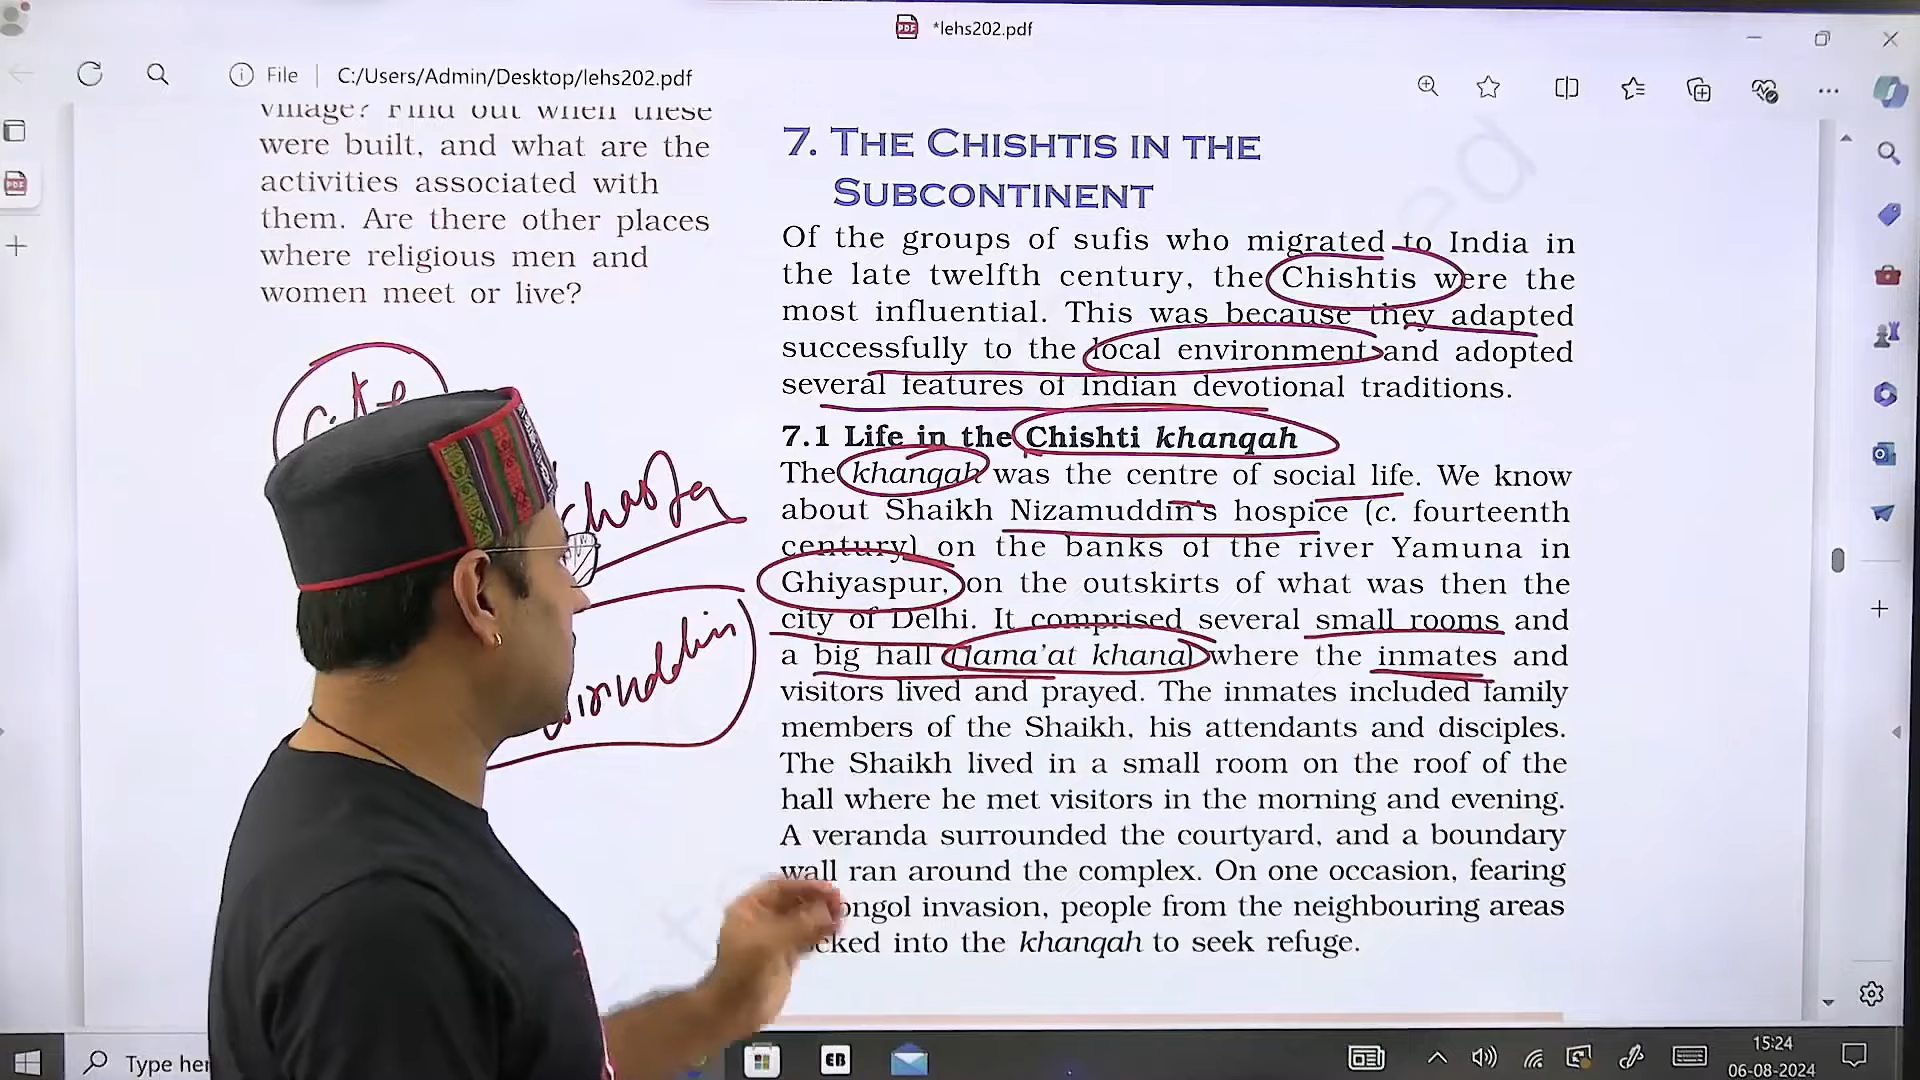 *lehs202.pdf
File
C:/Users/Admin/Desktop/lehs202.pdf
village? Find out when these
were built, and what are the
activities associated with
them. Are there other places
where religious men and
women meet or live?
7. THE CHISHTIS IN THE
SUBCONTINENT
Of the groups of sufis who migrated to India in
the late twelfth century, the Chishtis were the
most influential. This was because they adapted
successfully to the local environment and adopted
several features of Indian devotional traditions.
7.1 Life in the Chishti khanqah
The khanqah was the centre of social life. We know
about Shaikh Nizamuddin's hospice (c. fourteenth
century) on the banks of the river Yamuna in
Ghiyaspur, on the outskirts of what was then the
city of Delhi. It comprised several small rooms and
a big hall (jama'at khana) where the inmates and
visitors lived and prayed. The inmates included family
members of the Shaikh, his attendants and disciples.
The Shaikh lived in a small room on the roof of the
hall where he met visitors in the morning and evening.
A veranda surrounded the courtyard, and a boundary
wall ran around the complex. On one occasion, fearing
ongol invasion, people from the neighbouring areas
cked into the khanqah to seek refuge.
Type her
EB
15:24
06-08-2024